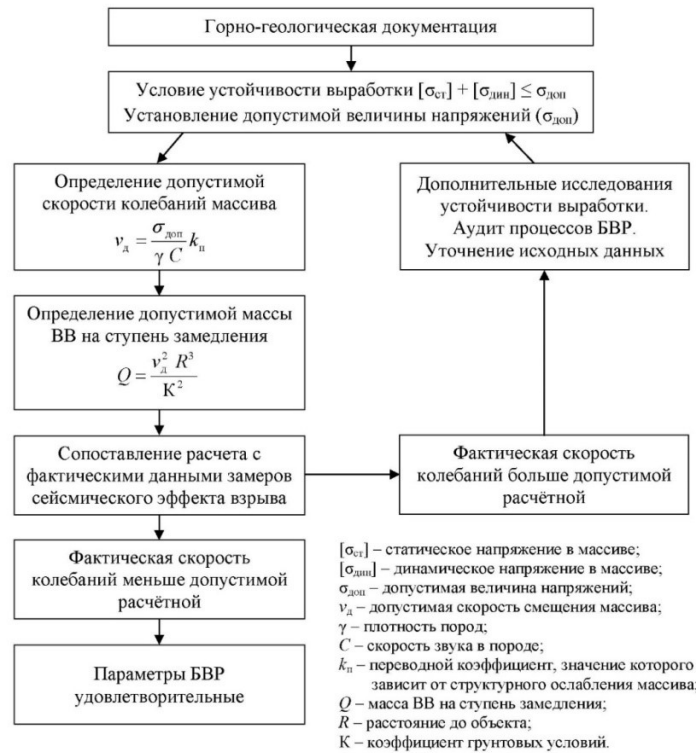 Горно-геологическая документация
Условие устойчивости выработки [σст] + [σдин] ≤ σдоп
Установление допустимой величины напряжений (σдоп)
Определение допустимой
скорости колебаний массива
vд = σдоп / γ C kп
Определение допустимой массы
ВВ на ступень замедления
Q = vд² R³ / К²
Сопоставление расчета с
фактическими данными замеров
сейсмического эффекта взрыва
Фактическая скорость
колебаний меньше допустимой
расчётной
Параметры БВР
удовлетворительные
Дополнительные исследования
устойчивости выработки.
Аудит процессов БВР.
Уточнение исходных данных
Фактическая скорость
колебаний больше допустимой
расчётной
[σст] – статическое напряжение в массиве;
[σдин] – динамическое напряжение в массиве;
σдоп – допустимая величина напряжений;
vд – допустимая скорость смещения массива;
γ – плотность пород;
C – скорость звука в породе;
kп – переводной коэффициент, значение которого
зависит от структурного ослабления массива;
Q – масса ВВ на ступень замедления;
R – расстояние до объекта;
К – коэффициент грунтовых условий.